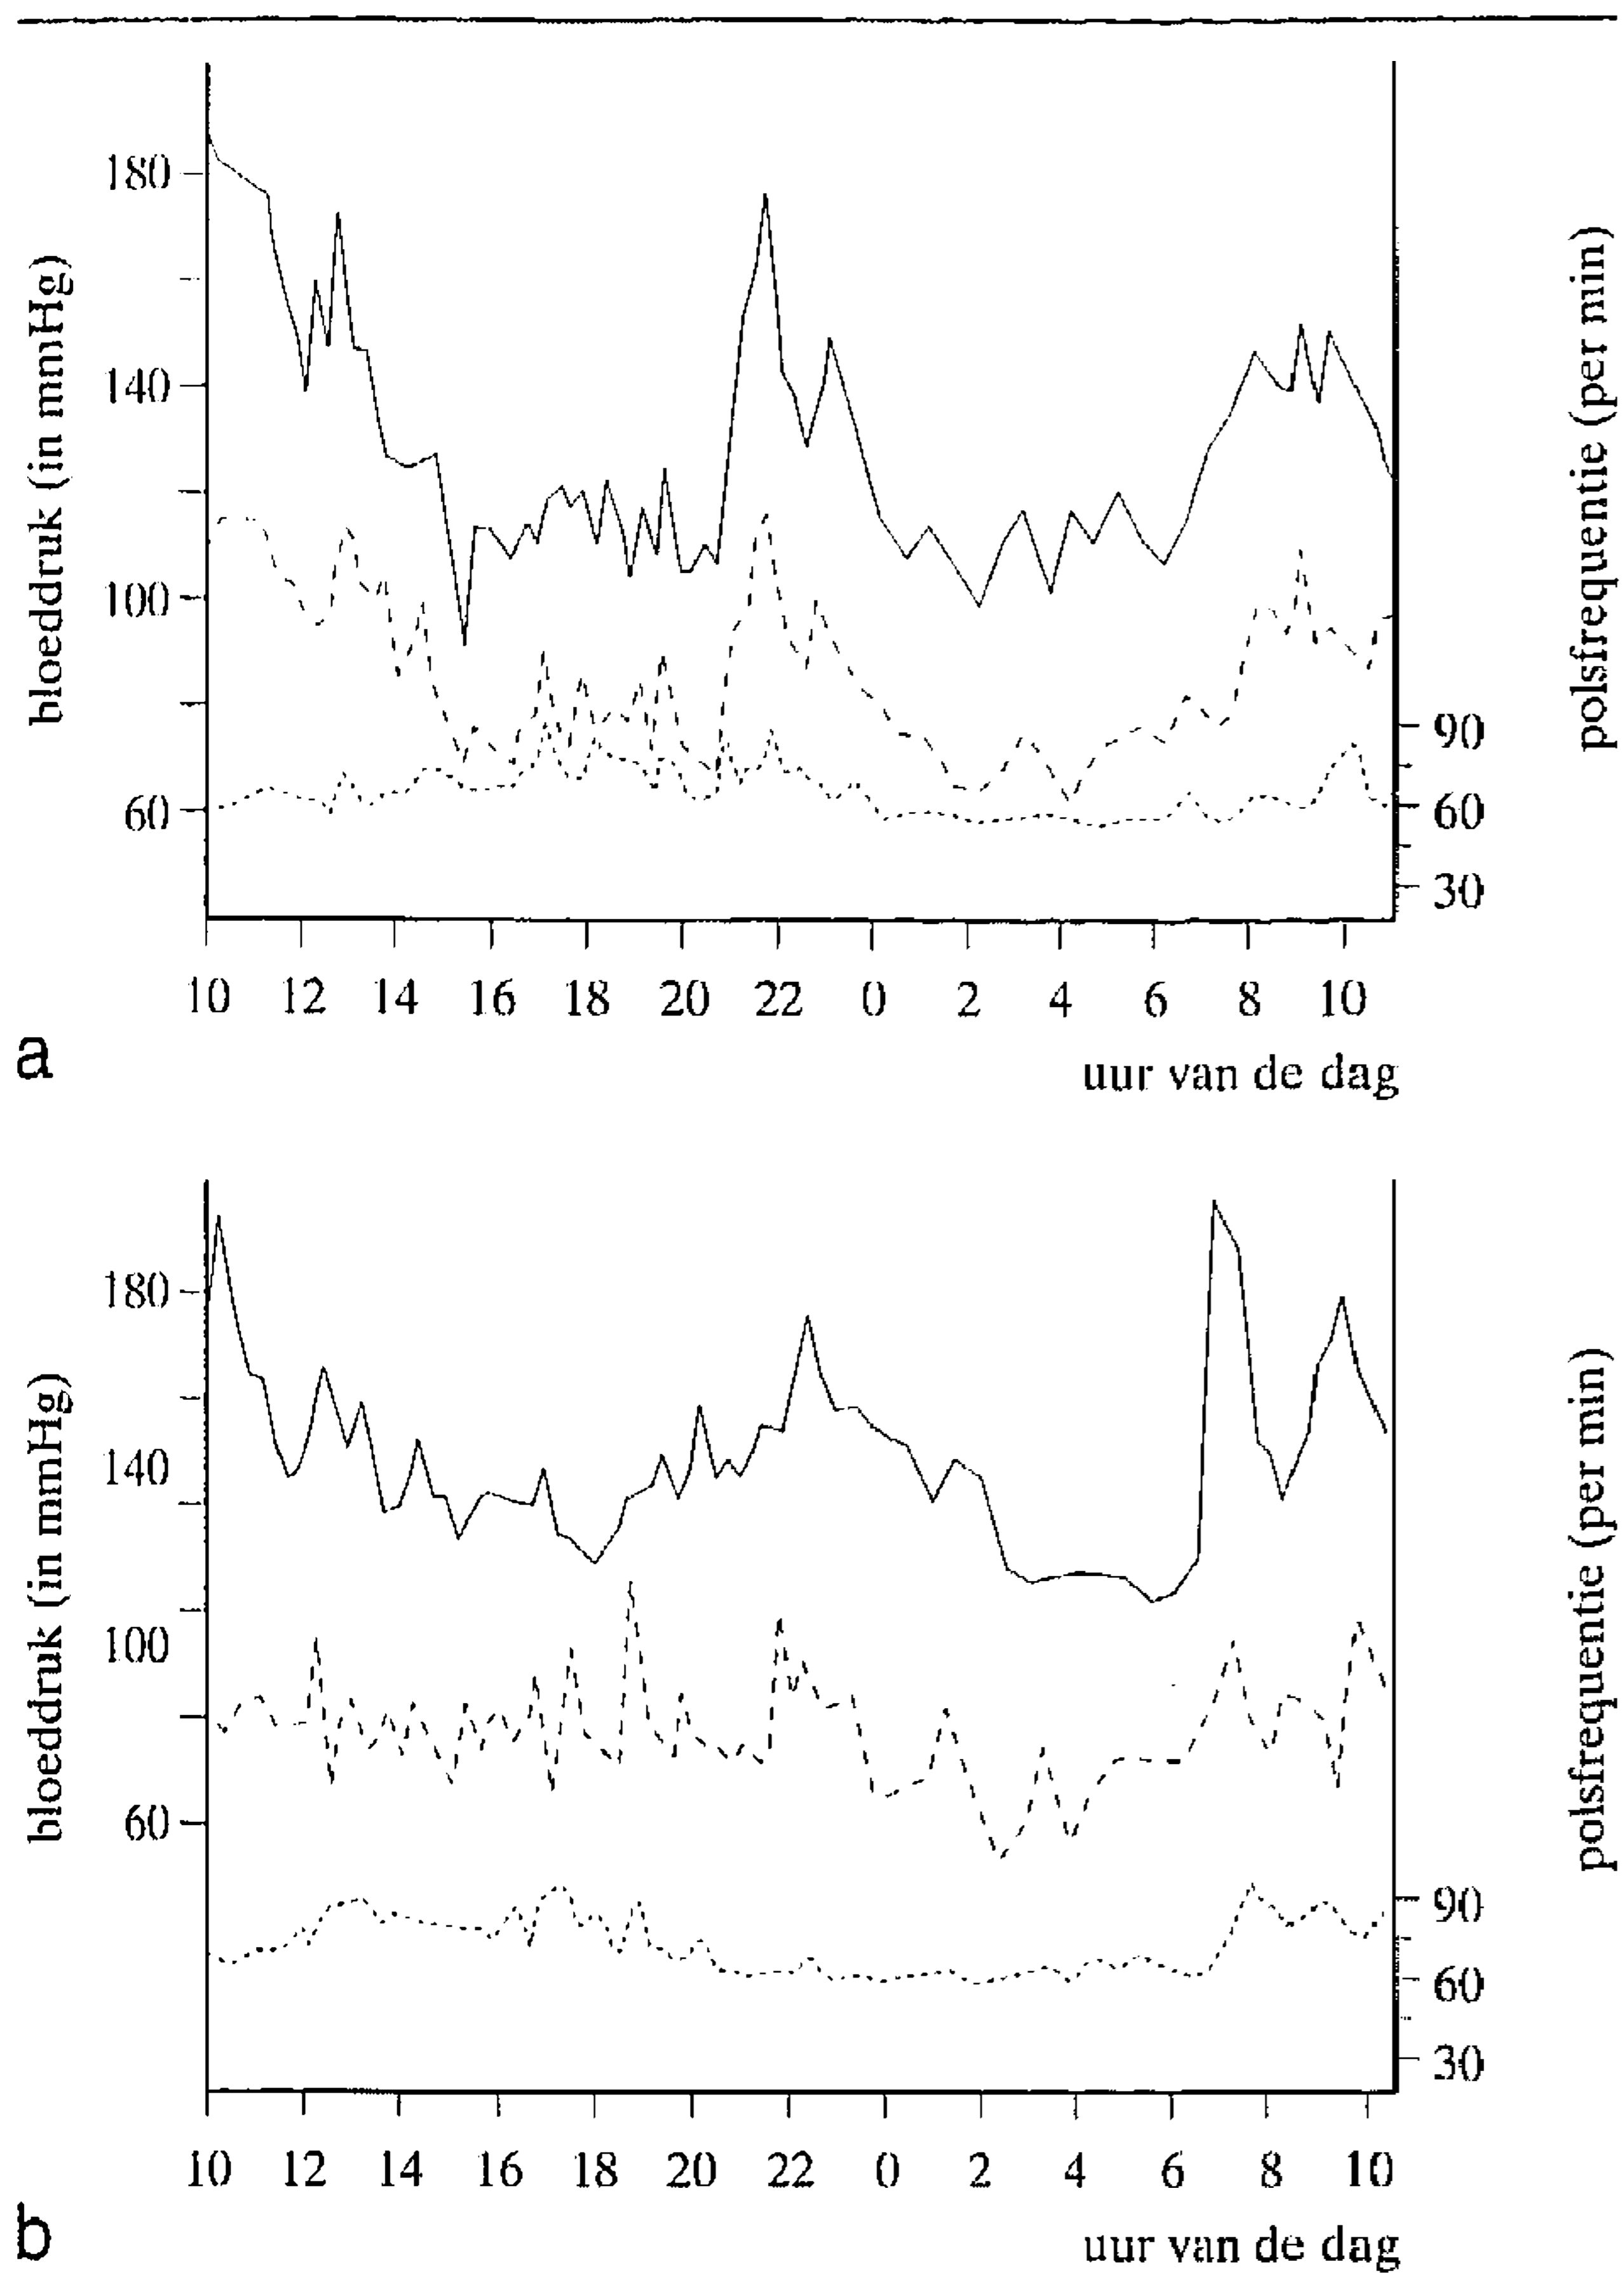 bloeddruk (in mmHg)
180
140
100
60
polsfrequentie (per min)
90
60
30
10 12 14 16 18 20 22 0 2 4 6 8 10
a
uur van de dag
bloeddruk (in mmHg)
180
140
100
60
polsfrequentie (per min)
90
60
30
10 12 14 16 18 20 22 0 2 4 6 8 10
b
uur van de dag